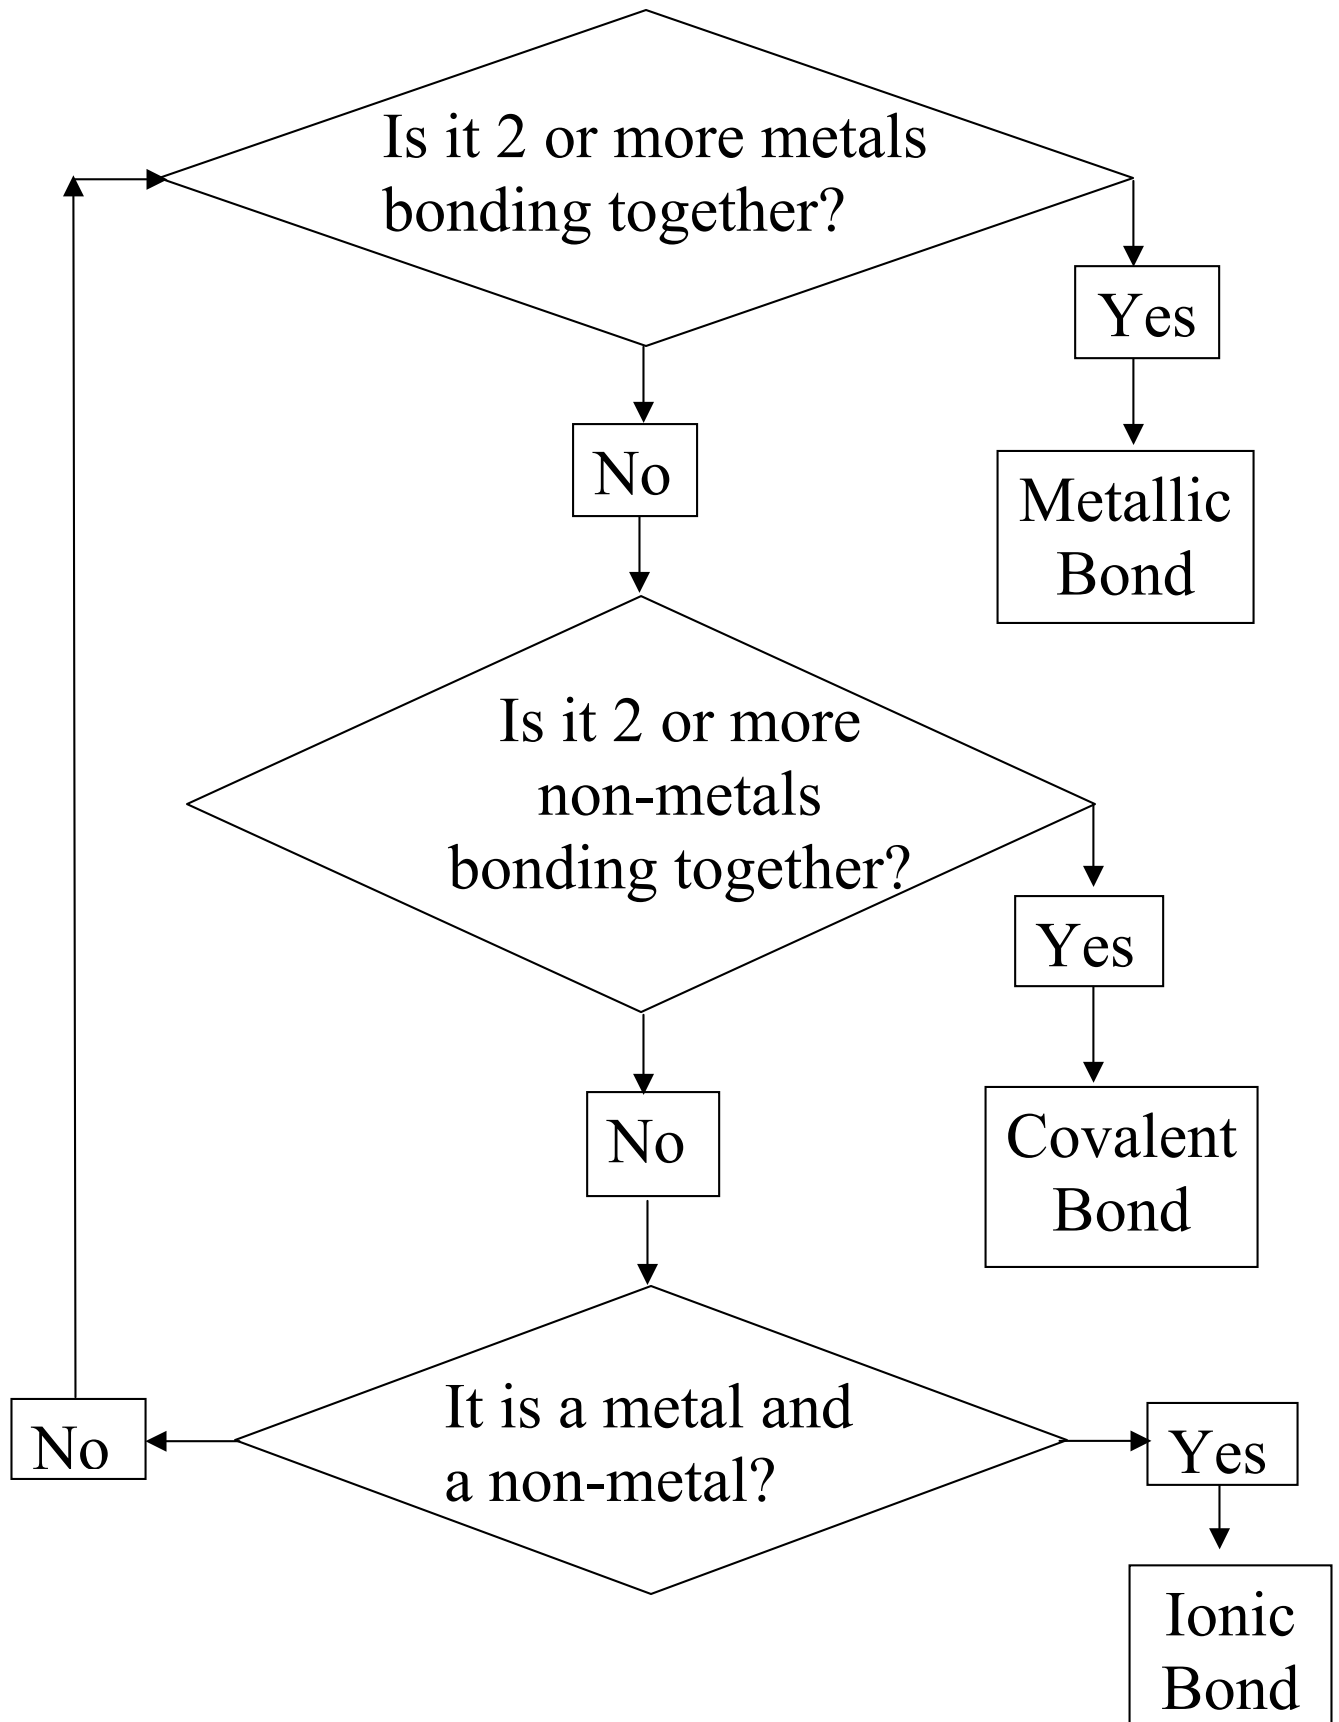 Is it 2 or more metals
bonding together?
Yes
No
Metallic
Bond
Is it 2 or more
non-metals
bonding together?
Yes
No
Covalent
Bond
It is a metal and
a non-metal?
No
Yes
Ionic
Bond